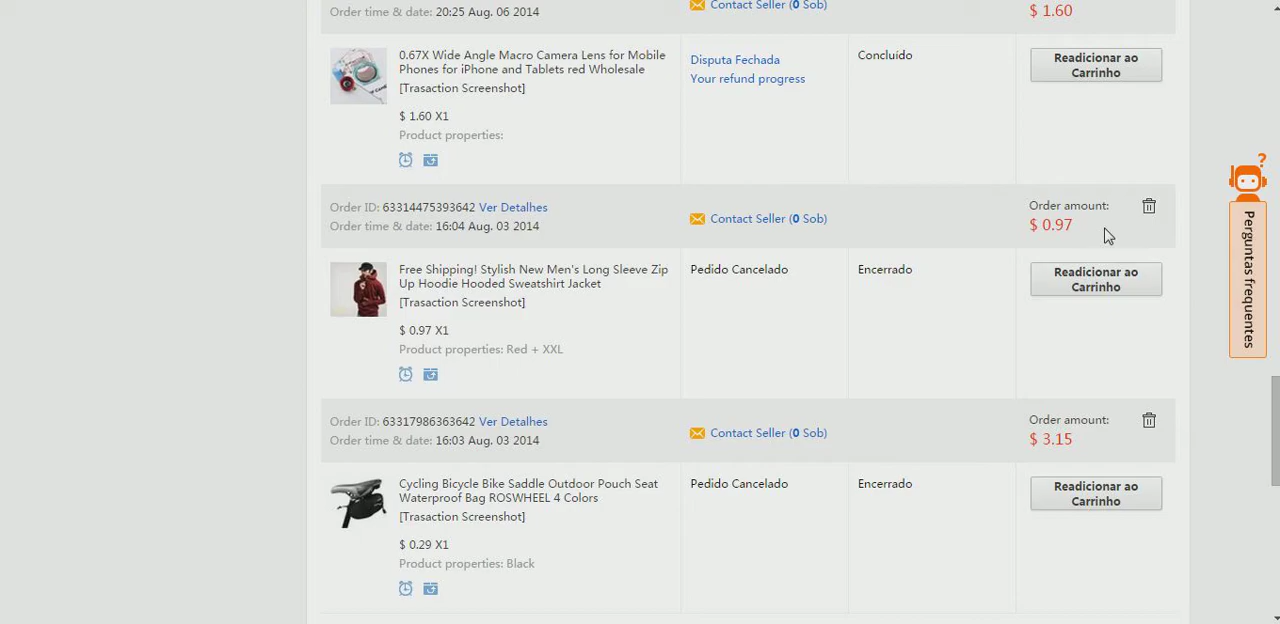 Order time & date: 20:25 Aug. 06 2014
Contact Seller (0 Sob)
$ 1.60
0.67X Wide Angle Macro Camera Lens for Mobile
Phones for iPhone and Tablets red Wholesale
[Trasaction Screenshot]
$ 1.60 X1
Product properties:
Disputa Fechada
Your refund progress
Concluído
Readicionar ao
Carrinho
Order ID: 63314475393642 Ver Detalhes
Order time & date: 16:04 Aug. 03 2014
Contact Seller (0 Sob)
Order amount:
$ 0.97
Free Shipping! Stylish New Men's Long Sleeve Zip
Up Hoodie Hooded Sweatshirt Jacket
[Trasaction Screenshot]
$ 0.97 X1
Product properties: Red + XXL
Pedido Cancelado
Encerrado
Readicionar ao
Carrinho
Order ID: 63317986363642 Ver Detalhes
Order time & date: 16:03 Aug. 03 2014
Contact Seller (0 Sob)
Order amount:
$ 3.15
Cycling Bicycle Bike Saddle Outdoor Pouch Seat
Waterproof Bag ROSWHEEL 4 Colors
[Trasaction Screenshot]
$ 0.29 X1
Product properties: Black
Pedido Cancelado
Encerrado
Readicionar ao
Carrinho
?
Perguntas frequentes